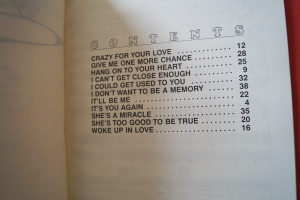 CONTENTS
CRAZY FOR YOUR LOVE . . . . . . . . . . . . . 12
GIVE ME ONE MORE CHANCE . . . . . . . . 28
HANG ON TO YOUR HEART . . . . . . . . . . 25
I CAN'T GET CLOSE ENOUGH . . . . . . . . . 9
I COULD GET USED TO YOU . . . . . . . . . . 32
I DON'T WANT TO BE A MEMORY . . . . . . 38
IT'LL BE ME . . . . . . . . . . . . . . . . . . . . 22
IT'S YOU AGAIN . . . . . . . . . . . . . . . . . . 4
SHE'S A MIRACLE . . . . . . . . . . . . . . . . 35
SHE'S TOO GOOD TO BE TRUE . . . . . . . . 20
WOKE UP IN LOVE . . . . . . . . . . . . . . . . 16